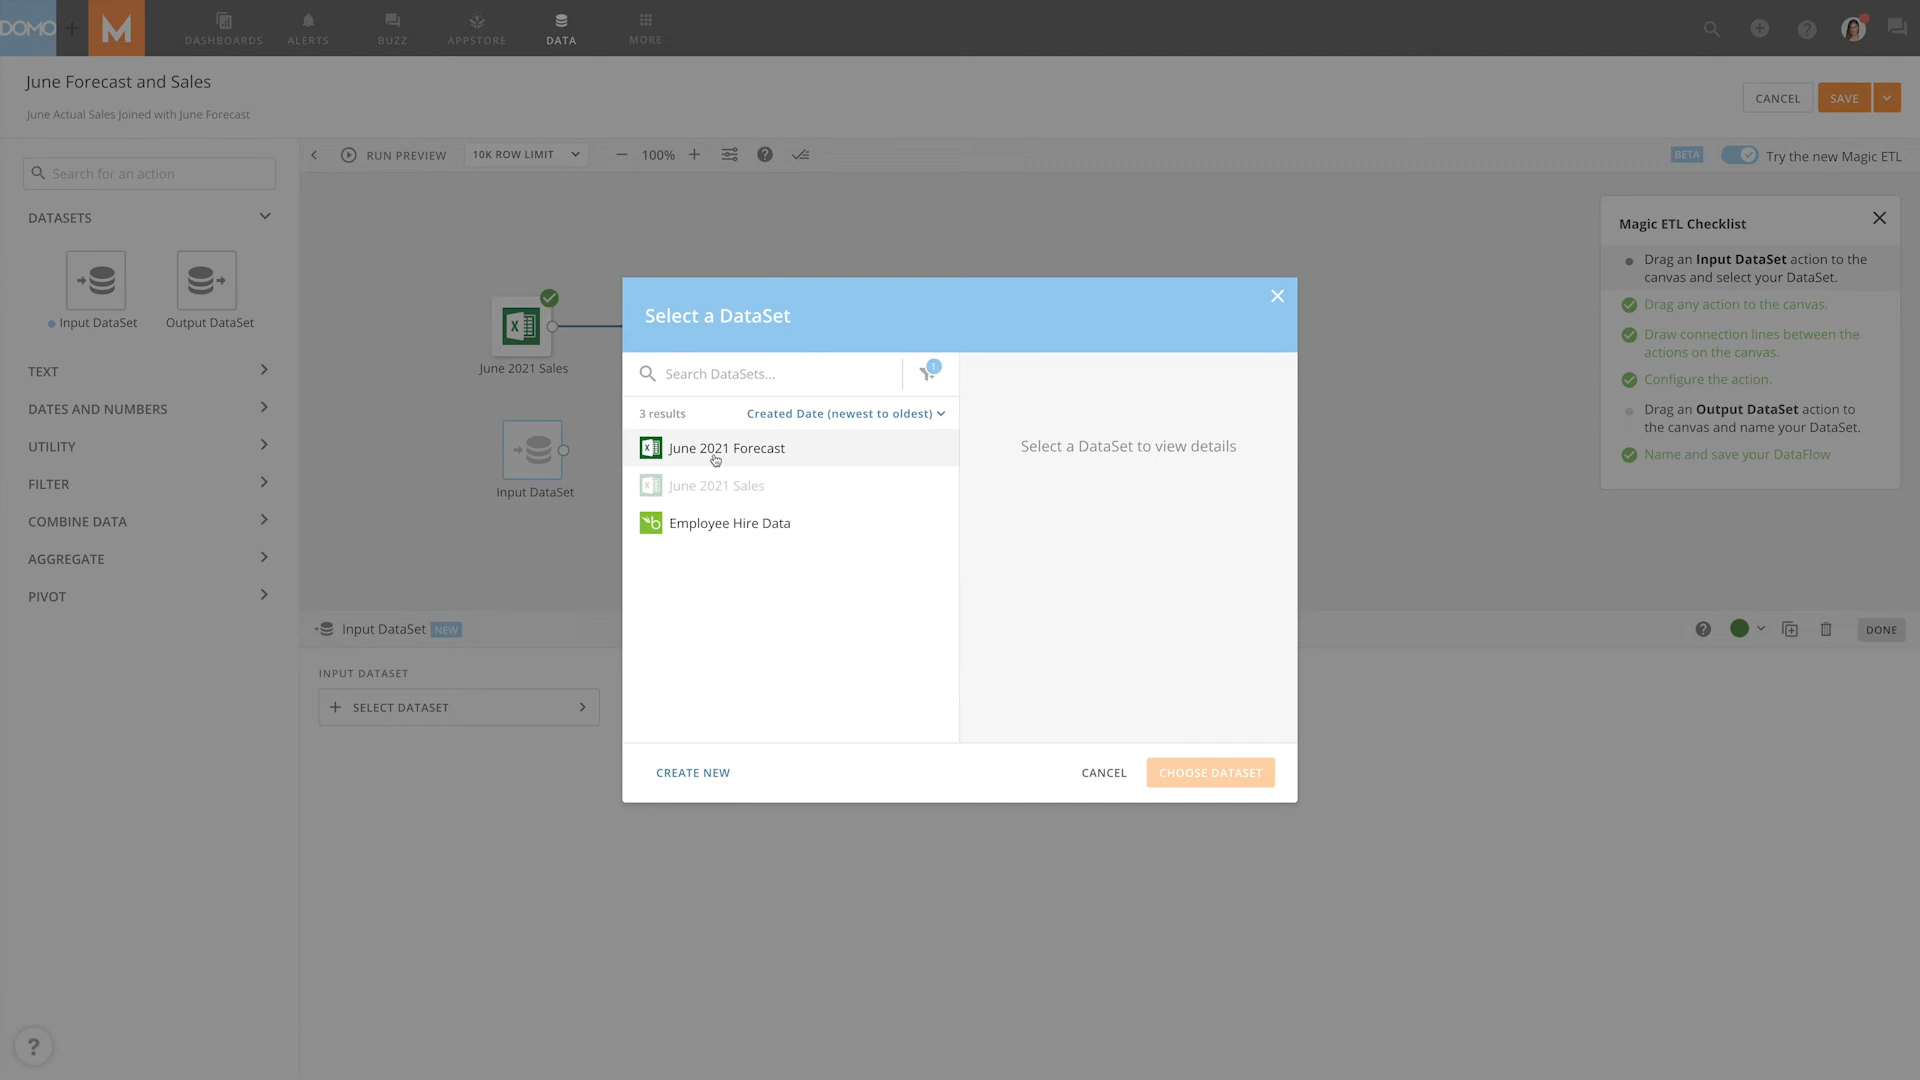 DOMO
M
DASHBOARDS
ALERTS
BUZZ
APPSTORE
DATA
MORE
June Forecast and Sales
June Actual Sales Joined with June Forecast
CANCEL
SAVE
RUN PREVIEW
10K ROW LIMIT
100%
BETA
Try the new Magic ETL
Search for an action
DATASETS
Input DataSet
Output DataSet
TEXT
DATES AND NUMBERS
UTILITY
FILTER
COMBINE DATA
AGGREGATE
PIVOT
June 2021 Sales
Input DataSet
Magic ETL Checklist
Drag an Input DataSet action to the
canvas and select your DataSet.
Drag any action to the canvas.
Draw connection lines between the
actions on the canvas.
Configure the action.
Drag an Output DataSet action to
the canvas and name your DataSet.
Name and save your DataFlow
Select a DataSet
Search DataSets...
1
3 results
Created Date (newest to oldest)
June 2021 Forecast
June 2021 Sales
Employee Hire Data
Select a DataSet to view details
CREATE NEW
CANCEL
CHOOSE DATASET
Input DataSet NEW
DONE
INPUT DATASET
SELECT DATASET
?